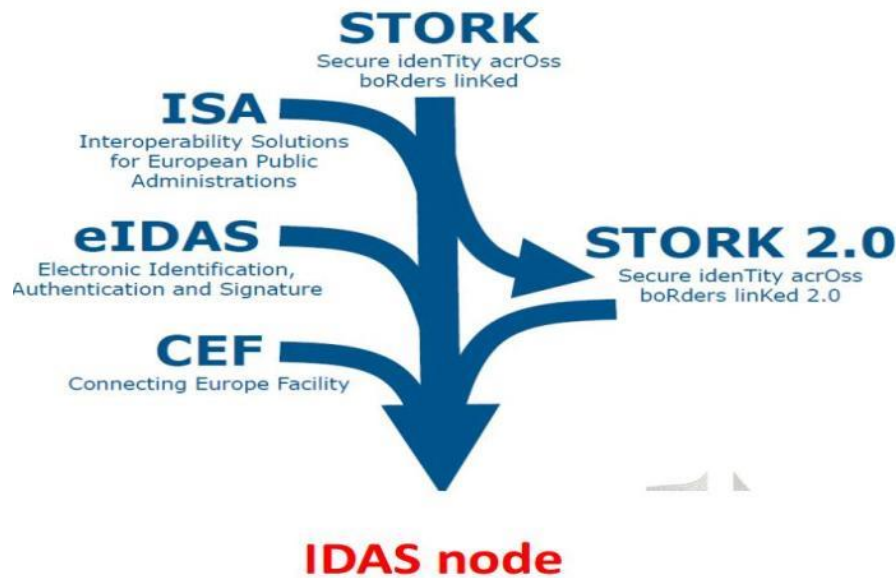 STORK
Secure idenTity acrOss
boRders linKed
ISA
Interoperability Solutions
for European Public
Administrations
eIDAS
Electronic Identification,
Authentication and Signature
STORK 2.0
Secure idenTity acrOss
boRders linKed 2.0
CEF
Connecting Europe Facility
IDAS node